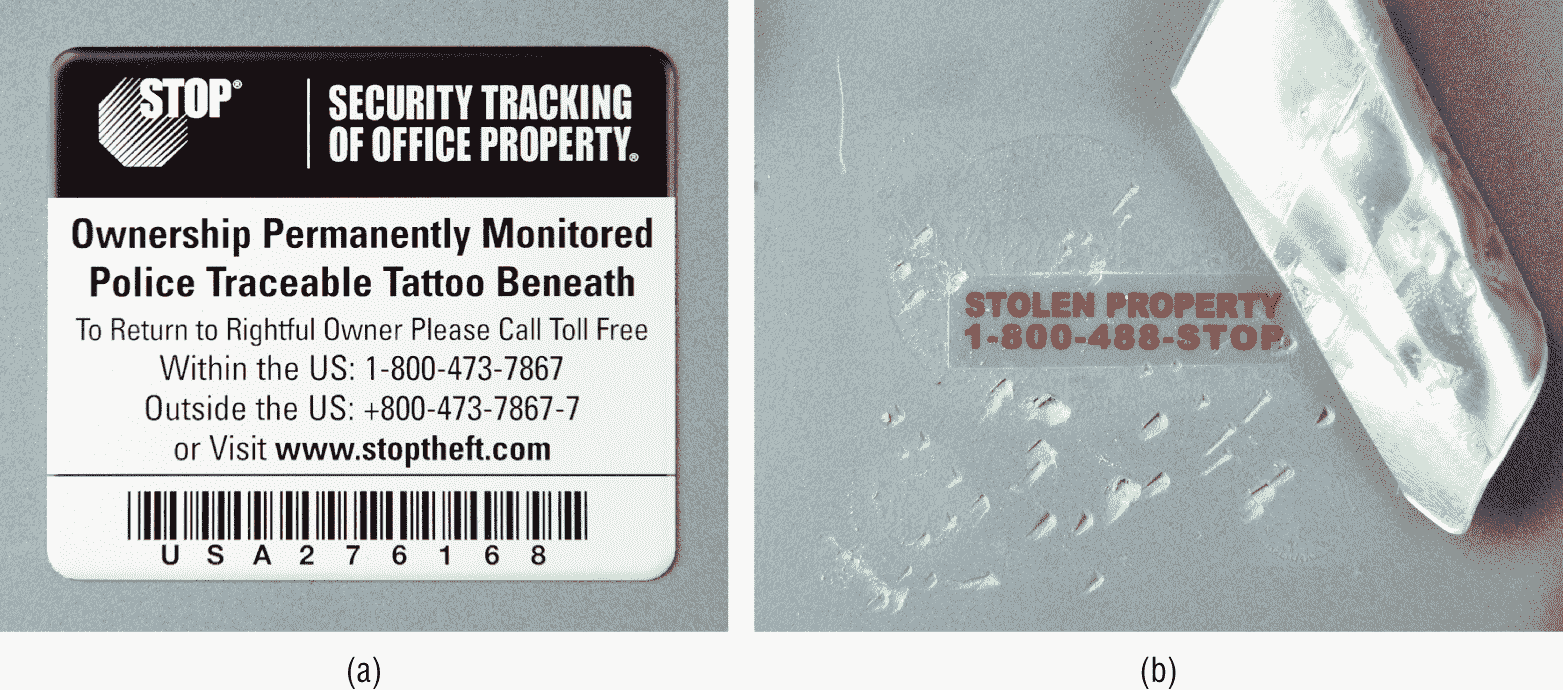 STOP®
SECURITY TRACKING
OF OFFICE PROPERTY®
Ownership Permanently Monitored
Police Traceable Tattoo Beneath
To Return to Rightful Owner Please Call Toll Free
Within the US: 1-800-473-7867
Outside the US: +800-473-7867-7
or Visit www.stoptheft.com
USA276168
STOLEN PROPERTY
1-800-488-STOP
(a)
(b)